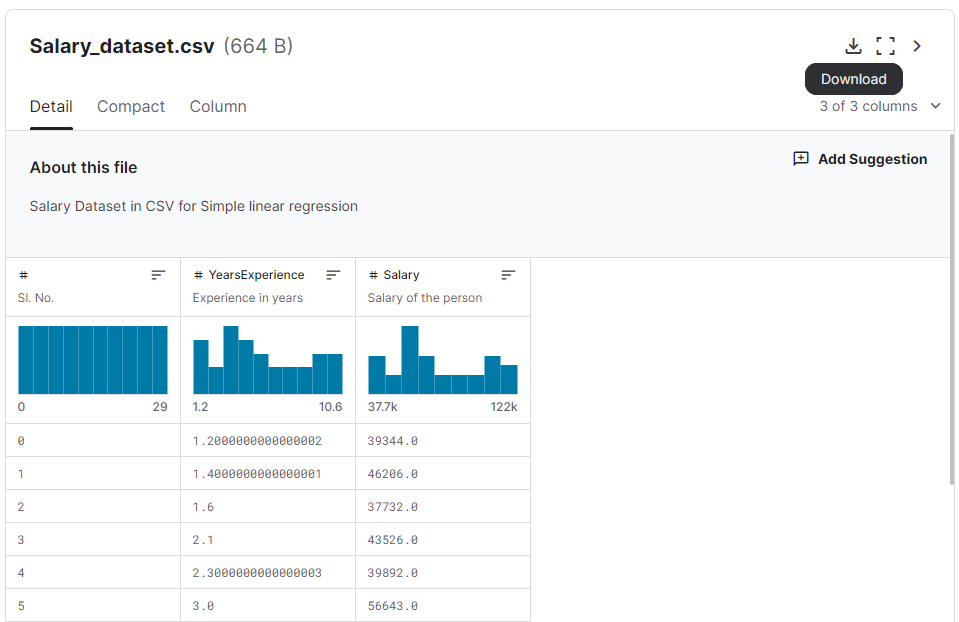 Salary_dataset.csv (664 B)
Download
Detail Compact Column
3 of 3 columns
About this file
Add Suggestion
Salary Dataset in CSV for Simple linear regression
# # YearsExperience # Salary
Sl. No. Experience in years Salary of the person
0 29 1.2 10.6 37.7k 122k
0 1.2000000000000002 39344.0
1 1.4000000000000001 46206.0
2 1.6 37732.0
3 2.1 43526.0
4 2.3000000000000003 39892.0
5 3.0 56643.0